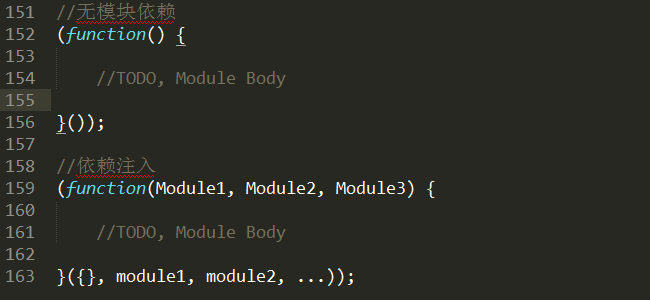 151 //无模块依赖
152 (function() {
153
154     //TODO, Module Body
155
156 }());
157
158 //依赖注入
159 (function(Module1, Module2, Module3) {
160
161     //TODO, Module Body
162
163 }({}, module1, module2, ...));